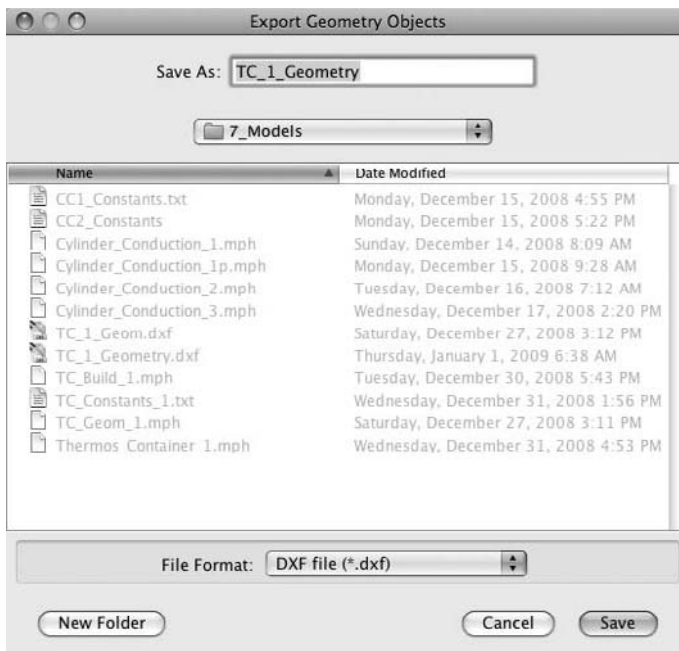 Export Geometry Objects
Save As: TC_1_Geometry
7_Models
Name Date Modified
CC1_Constants.txt Monday, December 15, 2008 4:55 PM
CC2_Constants Monday, December 15, 2008 5:22 PM
Cylinder_Conduction_1.mph Sunday, December 14, 2008 8:09 AM
Cylinder_Conduction_1p.mph Monday, December 15, 2008 9:28 AM
Cylinder_Conduction_2.mph Tuesday, December 16, 2008 7:12 AM
Cylinder_Conduction_3.mph Wednesday, December 17, 2008 2:20 PM
TC_1_Geom.dxf Saturday, December 27, 2008 3:12 PM
TC_1_Geometry.dxf Thursday, January 1, 2009 6:38 AM
TC_Build_1.mph Tuesday, December 30, 2008 5:43 PM
TC_Constants_1.txt Wednesday, December 31, 2008 1:56 PM
TC_Geom_1.mph Saturday, December 27, 2008 3:11 PM
Thermos_Container_1.mph Wednesday, December 31, 2008 4:53 PM
File Format: DXF file (*.dxf)
New Folder Cancel Save